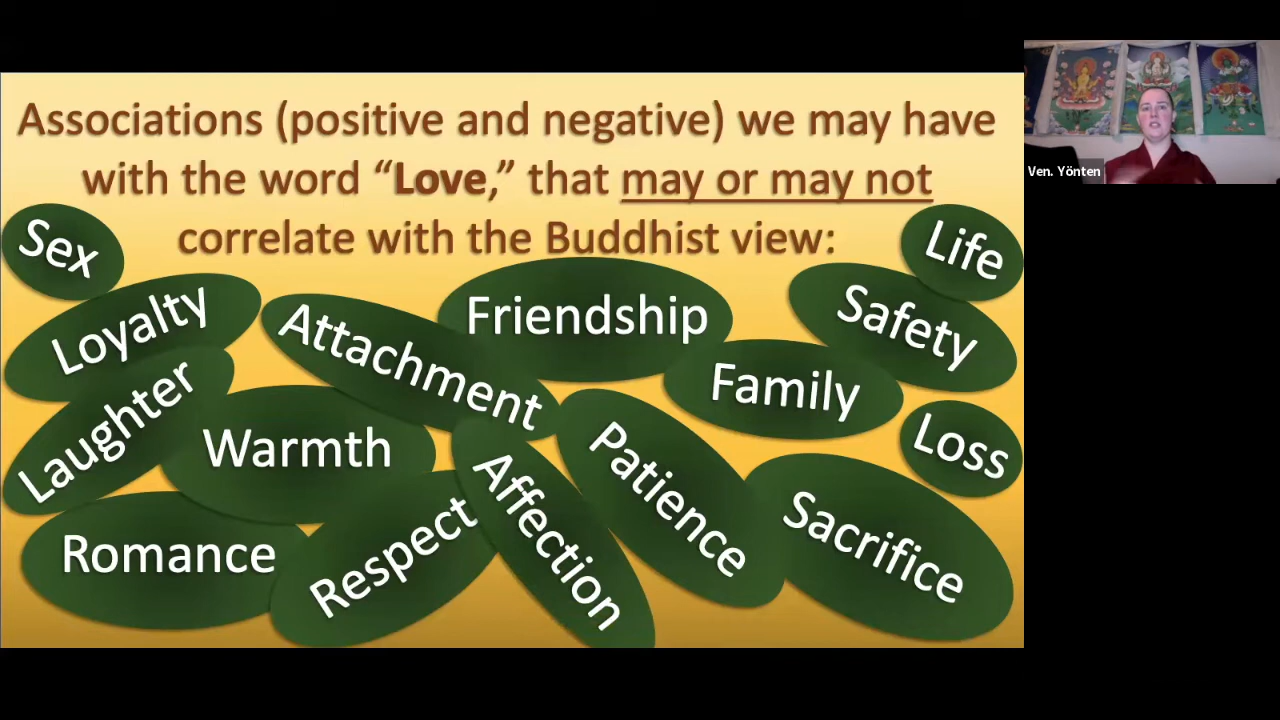 Associations (positive and negative) we may have
with the word “Love,” that may or may not
correlate with the Buddhist view:
Sex
Life
Loyalty
Attachment
Friendship
Safety
Laughter
Warmth
Family
Patience
Loss
Romance
Respect
Affection
Sacrifice
Ven. Yönten